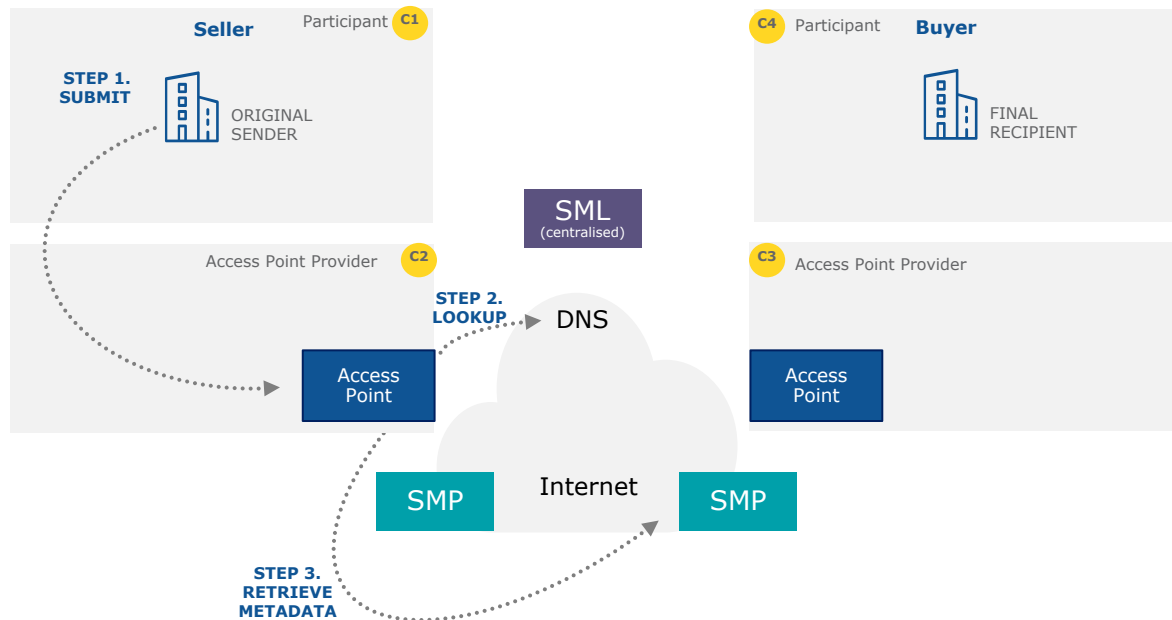 Participant C1
Seller
STEP 1.
SUBMIT
ORIGINAL
SENDER
C4 Participant
Buyer
FINAL
RECIPIENT
SML
(centralised)
Access Point Provider C2
C3 Access Point Provider
STEP 2.
LOOKUP
DNS
Access
Point
Access
Point
Internet
SMP
SMP
STEP 3.
RETRIEVE
METADATA